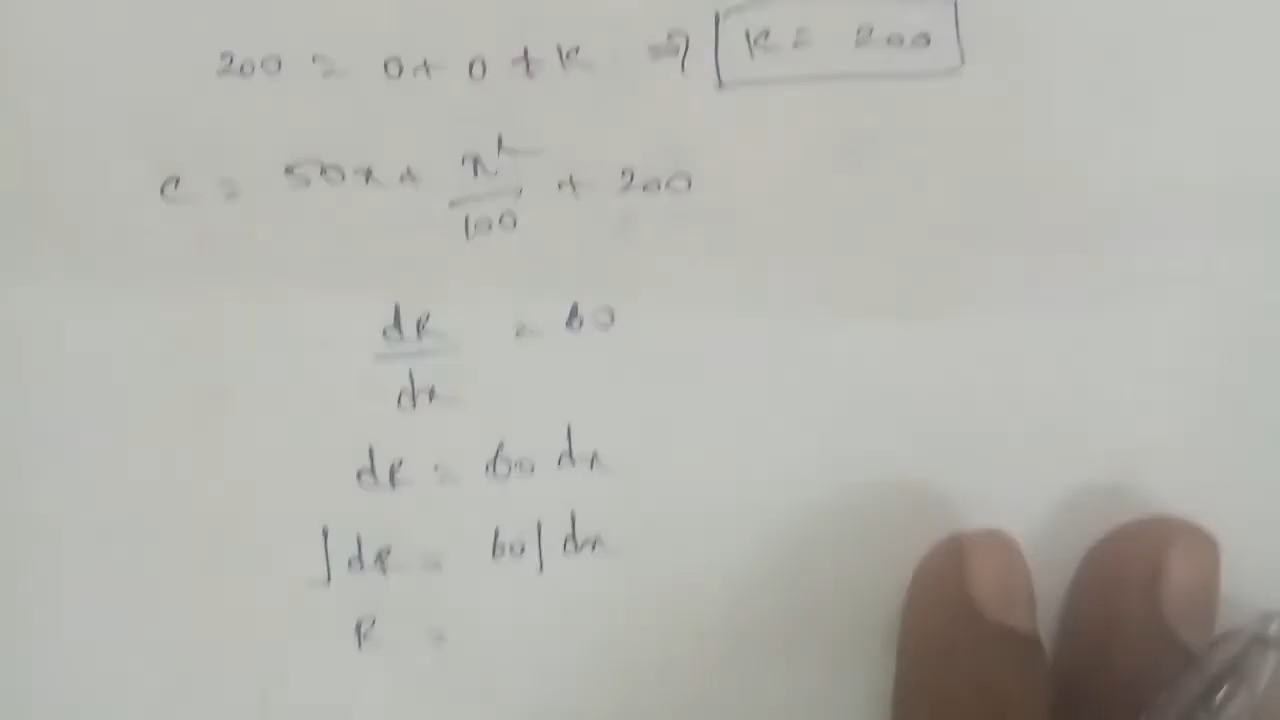 200 = 0 + 0 + K ⇒ K = 200
C = 50x + x²/100 + 200
dR/dx = 60
dR = 60 dx
∫dR = 60∫dx
R =